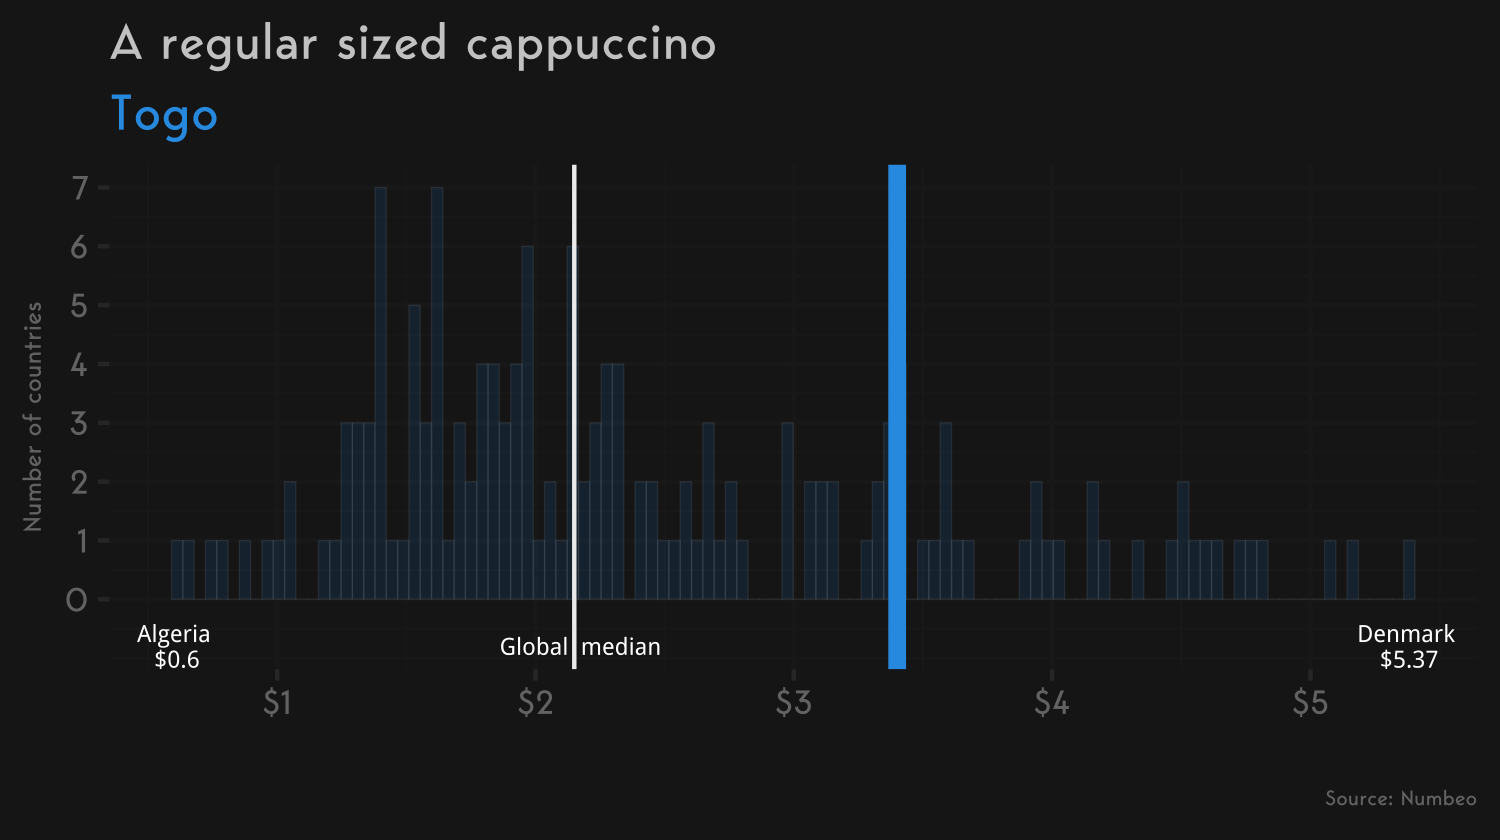 A regular sized cappuccino
Togo
Number of countries
7
6
5
4
3
2
1
0
Algeria
$0.6
Global median
Denmark
$5.37
$1 $2 $3 $4 $5
Source: Numbeo